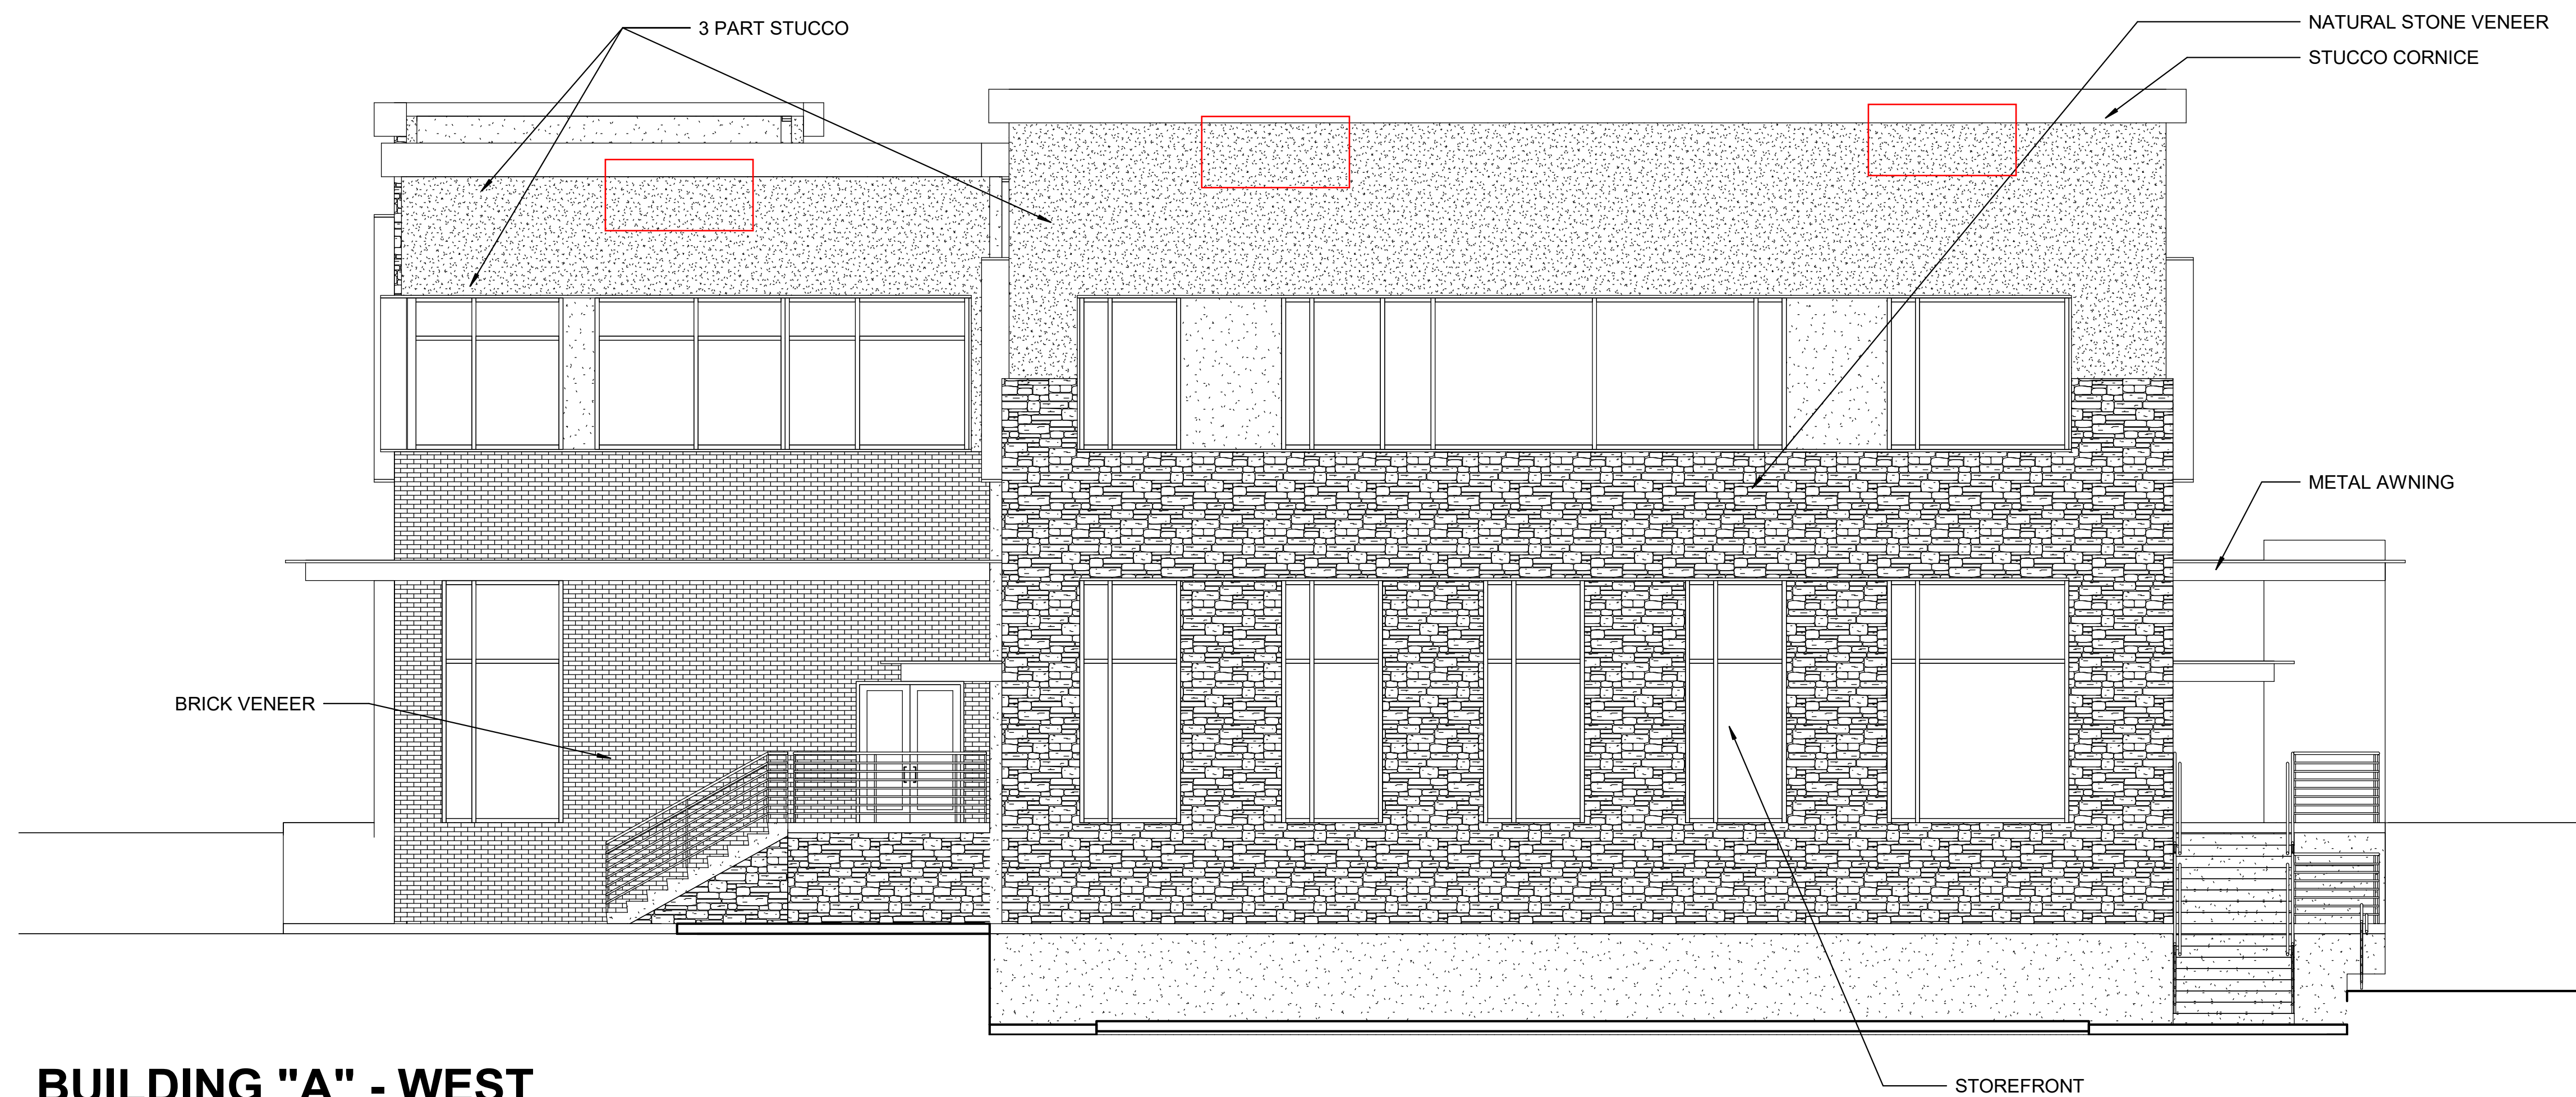 3 PART STUCCO
NATURAL STONE VENEER
STUCCO CORNICE
METAL AWNING
BRICK VENEER
STOREFRONT
BUILDING "A" - WEST